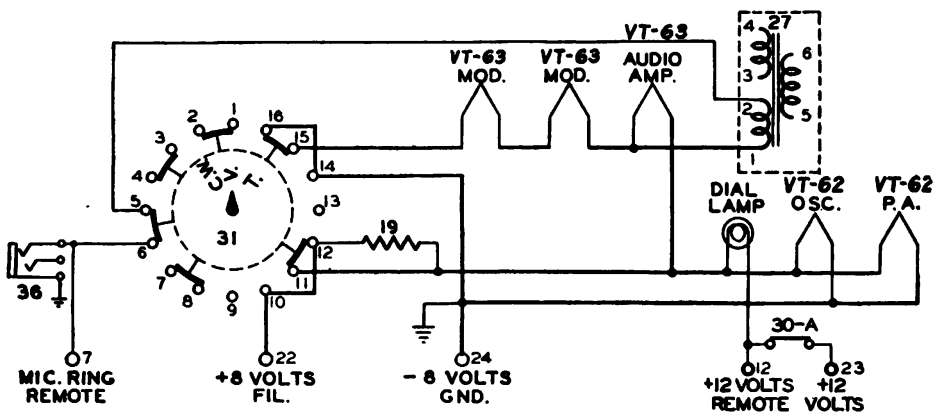 4 27
VT-63
6
VT-63 VT-63 AUDIO
MOD. MOD. AMP.
3
2 5
2 1 16
3 15
1
4 14
M.C.W. V. T.
5 13
DIAL VT-62 VT-62
LAMP OSC. P.A.
31
6 12 19
36 7 11
8 9 10
30-A
7 22 24 12 23
MIC. RING +8 VOLTS - 8 VOLTS +12 VOLTS +12
REMOTE FIL. GND. REMOTE VOLTS